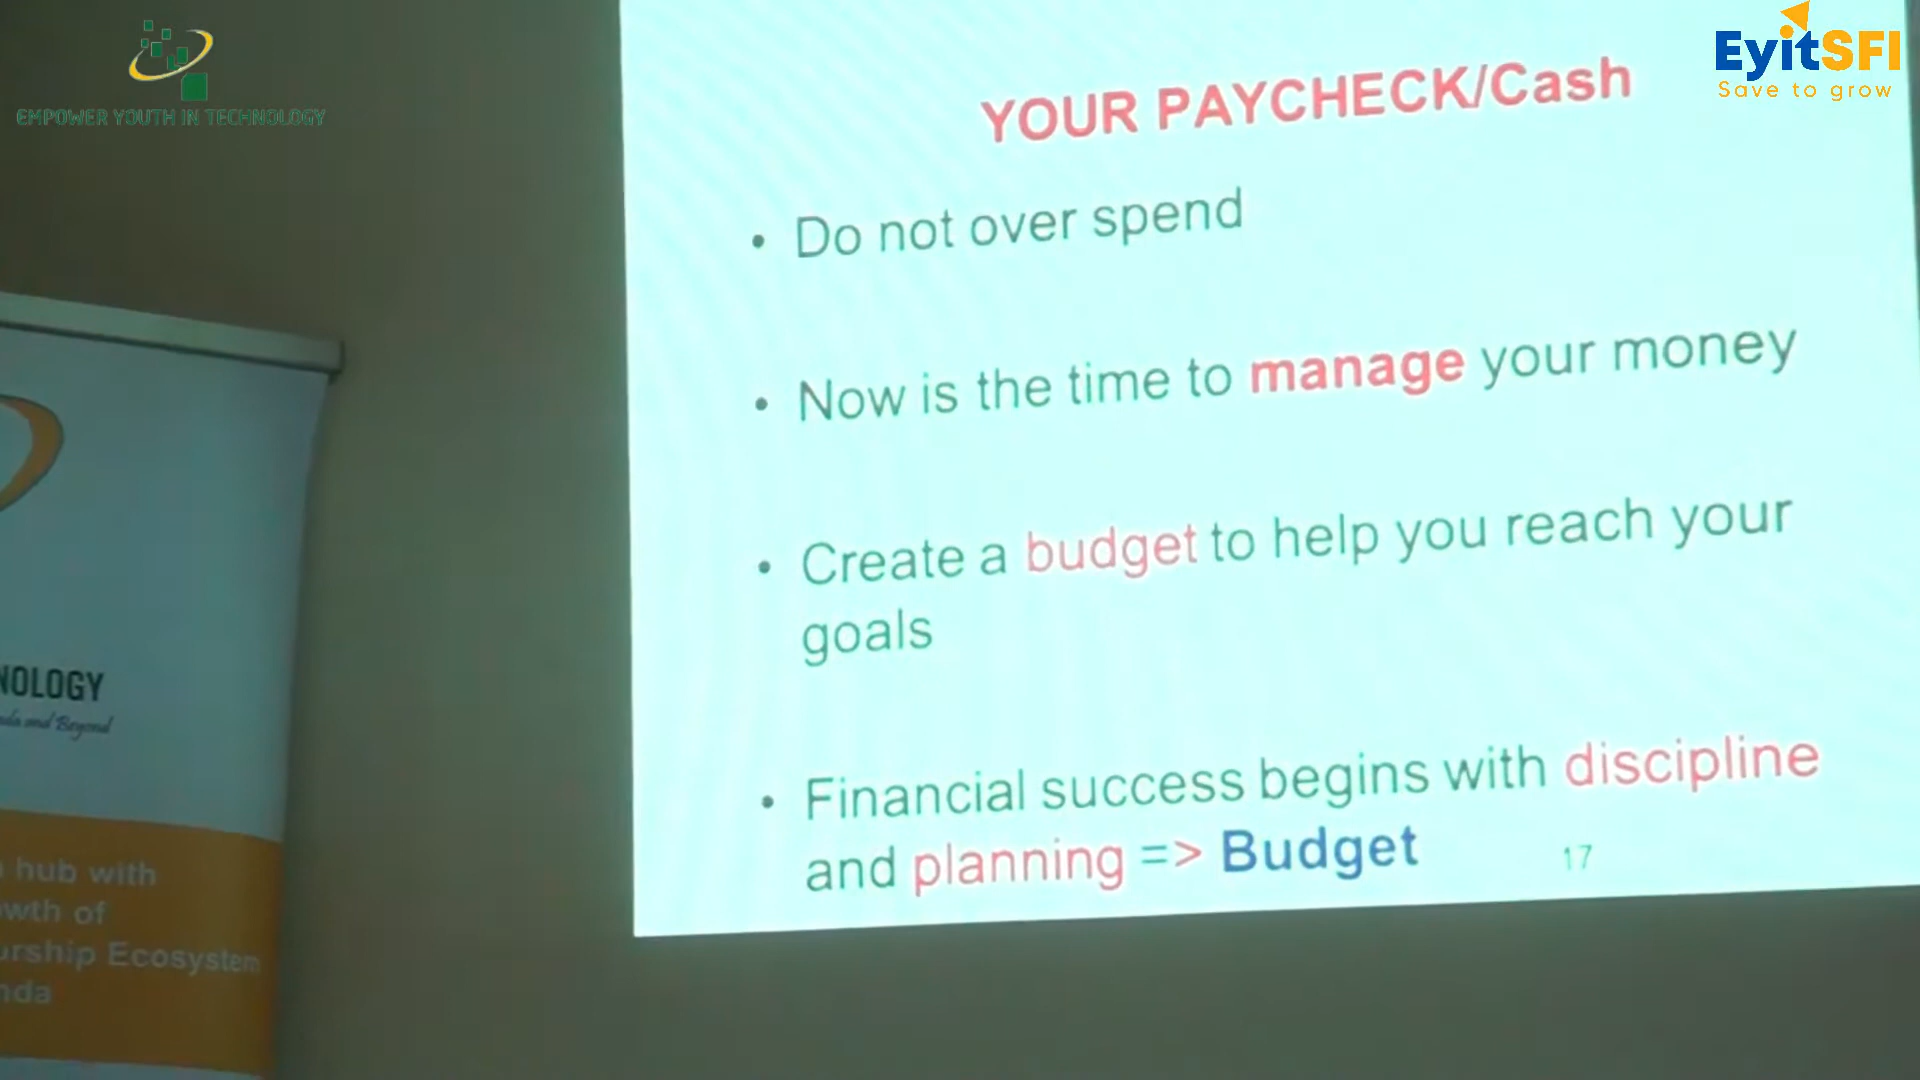 EMPOWER YOUTH IN TECHNOLOGY
EyitSFI
Save to grow
YOUR PAYCHECK/Cash
• Do not over spend
• Now is the time to manage your money
• Create a budget to help you reach your
goals
• Financial success begins with discipline
and planning => Budget
17
NOLOGY
and Beyond
hub with
wth of
urship Ecosystem
nda